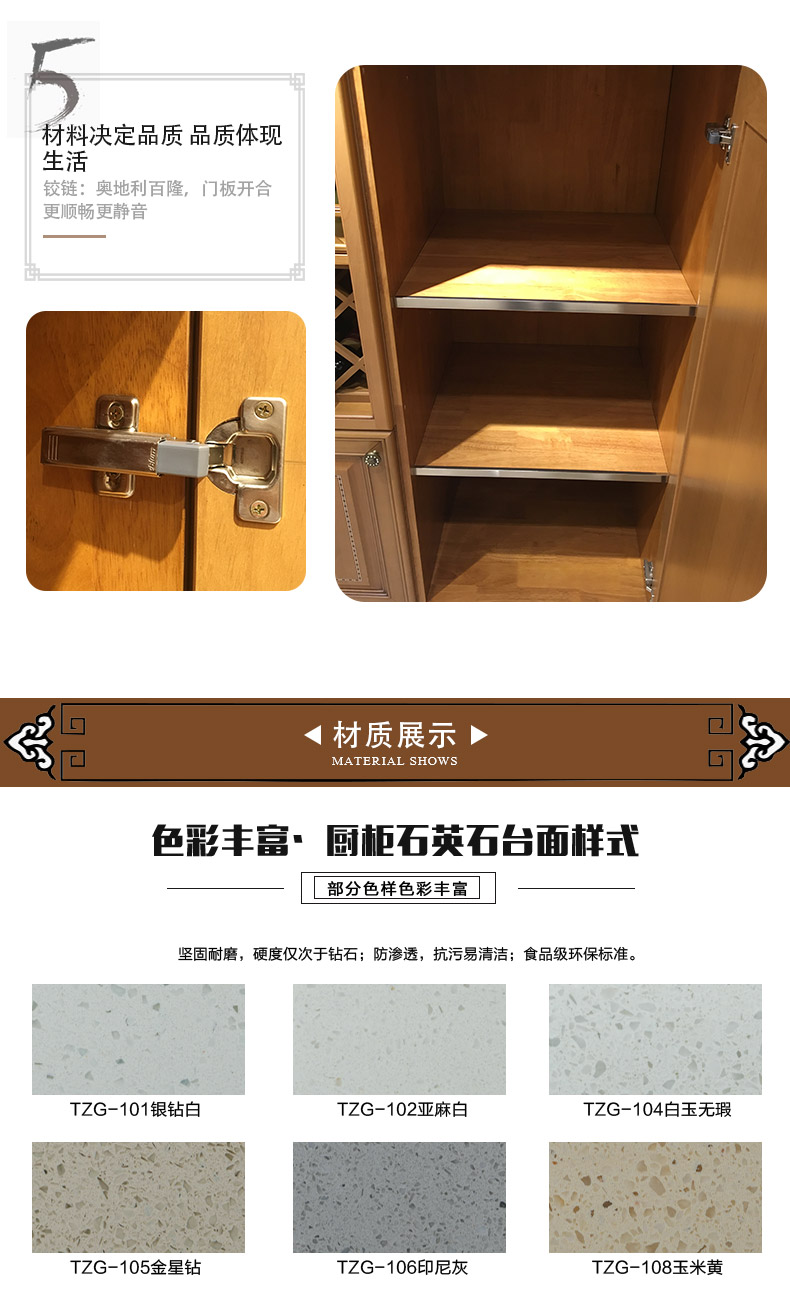 5
材料决定品质 品质体现
生活
铰链：奥地利百隆，门板开合
更顺畅更静音
blum
材质展示
MATERIAL SHOWS
色彩丰富· 厨柜石英石台面样式
部分色样色彩丰富
坚固耐磨，硬度仅次于钻石；防渗透，抗污易清洁；食品级环保标准。
TZG-101银钻白
TZG-102亚麻白
TZG-104白玉无瑕
TZG-105金星钻
TZG-106印尼灰
TZG-108玉米黄